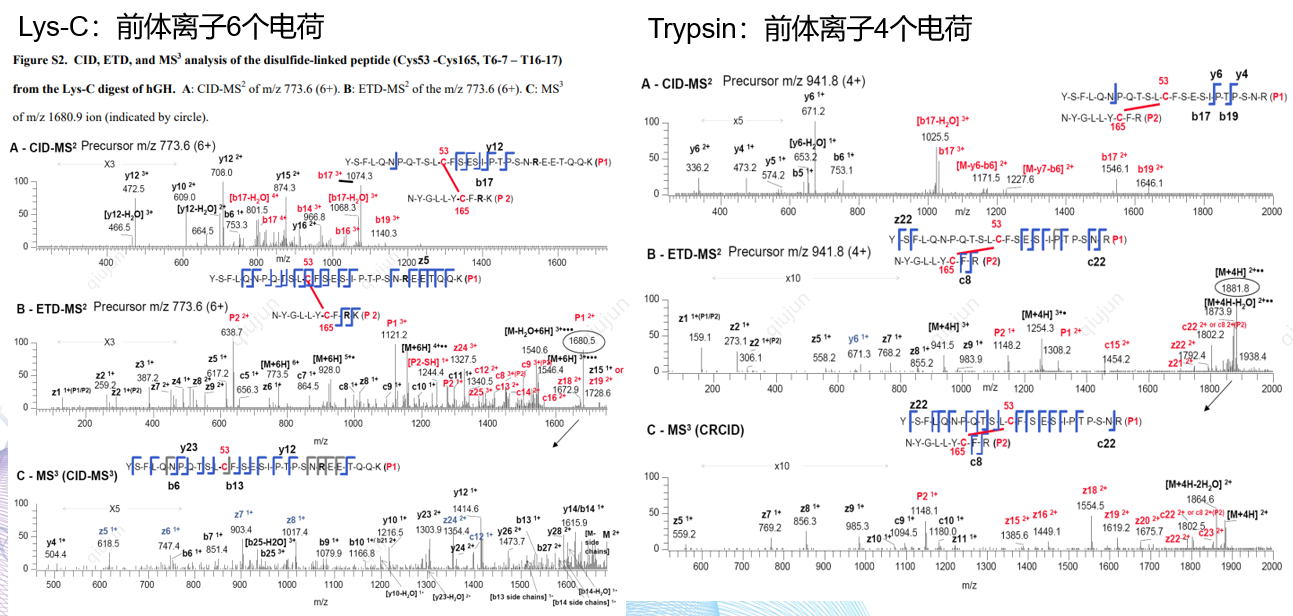 Lys-C：前体离子6个电荷
Figure S2. CID, ETD, and MS³ analysis of the disulfide-linked peptide (Cys53 -Cys165, T6-7 – T16-17)
from the Lys-C digest of hGH. A: CID-MS² of m/z 773.6 (6+). B: ETD-MS² of the m/z 773.6 (6+). C: MS³
of m/z 1680.9 ion (indicated by circle).
A - CID-MS² Precursor m/z 773.6 (6+)
X3
53 y12
Y-S-F-L-Q-N-P-Q-T-S-L-C-F-S-E-S-I-P-T-P-S-N-R-E-E-T-Q-Q-K (P1)
b17
N-Y-G-L-L-Y-C-F-R-K (P 2)
165
y12 3+
472.5
[y12-H₂O] 3+
466.5
y10 2+
609.0
[y12-H₂O] 2+
664.5
y12 2+
708.0
b6 1+
753.3
[b17-H₂O] 4+
801.5
b17 4+
y15 2+
874.3
y16 2+
b14 3+
966.8
b16 3+
[b17-H₂O] 3+
1068.3
b17 3+
1074.3
b19 3+
1140.3
100
50
0
400 600 800 1000 1200 1400 1600
m/z
53 z5
Y-S-F-L-Q-N-P-Q-T-S-L-C-F-S-E-S-I-P-T-P-S-N-R-E-E-T-Q-Q-K (P1)
N-Y-G-L-L-Y-C-F-R-K (P 2)
165
B - ETD-MS² Precursor m/z 773.6 (6+)
X3
z1 1+(P1/P2)
z2 1+
259.2
z2 1+(P2)
z3 1+
387.2
z7 2+
z4 1+
z8 2+
z9 2+
z5 1+
617.2
P2 2+
638.7
c5 1+
656.3
z6 1+
[M+6H] 6+
773.5
c7 1+
864.5
[M+6H] 5+•
928.0
c8 1+
z8 1+
c9 1+
P1 3+
1121.2
[M+6H] 4+••
c10 1+
[P2-SH] 1+
1244.4
c11 1+
P2 1+
z24 3+
1327.5
c12 2+
1340.5
z25 3+
c8 3+(P2)
c13 2+
c14 2+
[M-H₂O+6H] 3+•••
1540.6
c9 3+(P2)
1546.4
c16 2+
[M+6H] 3+•••
P1 2+
1680.5
z18 2+
1672.9
z15 1+ or
z19 2+
1728.6
100
50
0
200 400 600 800 1000 1200 1400 1600
m/z
y23 53 y12
Y-S-F-L-Q-N-P-Q-T-S-L-C-F-S-E-S-I-P-T-P-S-N-R-E-E-T-Q-Q-K (P1)
b6 b13
C - MS³ (CID-MS³)
X5
y4 1+
504.4
z5 1+
618.5
z6 1+
747.4
b6 1+
b7 1+
851.4
z7 1+
903.4
[b25-H2O] 3+
b25 3+
z8 1+
1017.4
b9 1+
1079.9
b10 1+/ b21 2+
1166.8
y10 1+
1216.5
[y10-H₂O] 1+
y23 2+
1303.9
[y23-H₂O] 2+
z24 2+
1354.4
y24 2+
y12 1+
1414.6
c12 1+
y26 2+
1473.7
b13 1+
[b13 side chains] 1+
b27 2+
y28 2+
y14/b14 1+
1615.9
[b14-H₂O] 1+
[b14 side chains] 1+
[M-
side
chains]
M 2+
100
50
0
500 600 700 800 900 1000 1100 1200 1300 1400 1500 1600
m/z
Trypsin：前体离子4个电荷
A - CID-MS² Precursor m/z 941.8 (4+)
x5
53 y6 y4
Y-S-F-L-Q-N-P-Q-T-S-L-C-F-S-E-S-I-P-T-P-S-N-R (P1)
N-Y-G-L-L-Y-C-F-R (P2) b17 b19
165
y6 2+
336.2
y4 1+
473.2
y5 1+
574.2
[y6-H₂O] 1+
653.2
b5 1+
y6 1+
671.2
b6 1+
753.1
[b17-H₂O] 3+
1025.5
b17 3+
[M-y6-b6] 2+
1171.5
[M-y7-b6] 2+
1227.6
b17 2+
1546.1
b19 2+
1646.1
100
50
0
400 600 800 1000 1200 1400 1600 1800 2000
m/z
z22 53
Y-S-F-L-Q-N-P-Q-T-S-L-C-F-S-E-S-I-P-T-P-S-N-R (P1)
N-Y-G-L-L-Y-C-F-R (P2) c22
165
c8
B - ETD-MS² Precursor m/z 941.8 (4+)
x10
z1 1+(P1/P2)
159.1
z2 1+
273.1
z2 1+(P2)
306.1
z5 1+
558.2
y6 1+
671.3
z7 1+
768.2
z8 1+
855.2
[M+4H] 4+
941.5
z9 1+
983.9
P2 1+
1148.2
[M+4H] 3+•
1254.3
P1 2+
1308.2
c15 2+
1454.2
z22 2+
1792.4
z21 2+
c22 2+ or c8 2+(P2)
1802.2
[M+4H-H₂O] 2+••
1873.9
[M+4H] 2+••
1881.8
1938.4
100
50
0
200 400 600 800 1000 1200 1400 1600 1800 2000
m/z
z22 53
Y-S-F-L-Q-N-P-Q-T-S-L-C-F-S-E-S-I-P-T-P-S-N-R (P1)
N-Y-G-L-L-Y-C-F-R (P2) c22
165
c8
C - MS³ (CRCID)
x10
z5 1+
559.2
z7 1+
769.2
z8 1+
856.3
z9 1+
985.3
z10 1+
c9 1+
1094.5
P2 1+
1148.1
c10 1+
1180.0
z11 1+
z15 2+
1385.6
z16 2+
1449.1
z18 2+
1554.5
z19 2+
1619.2
z20 2+
1675.7
z22 2+
c22 2+ or c8 2+(P2)
1802.5
c23 2+
[M+4H-2H₂O] 2+
1864.6
[M+4H] 2+
100
50
0
600 800 1000 1200 1400 1600 1800 2000
m/z
qiujun